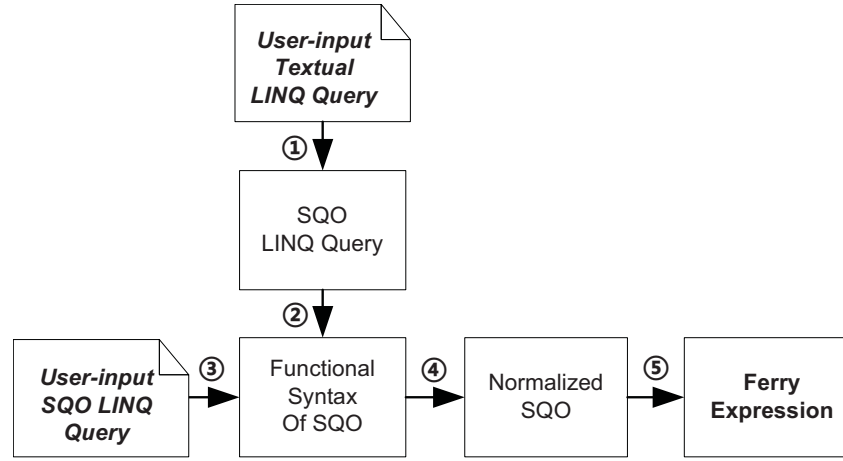 User-input
Textual
LINQ Query
①
SQO
LINQ Query
②
User-input
SQO LINQ
Query
③
Functional
Syntax
Of SQO
④
Normalized
SQO
⑤
Ferry
Expression